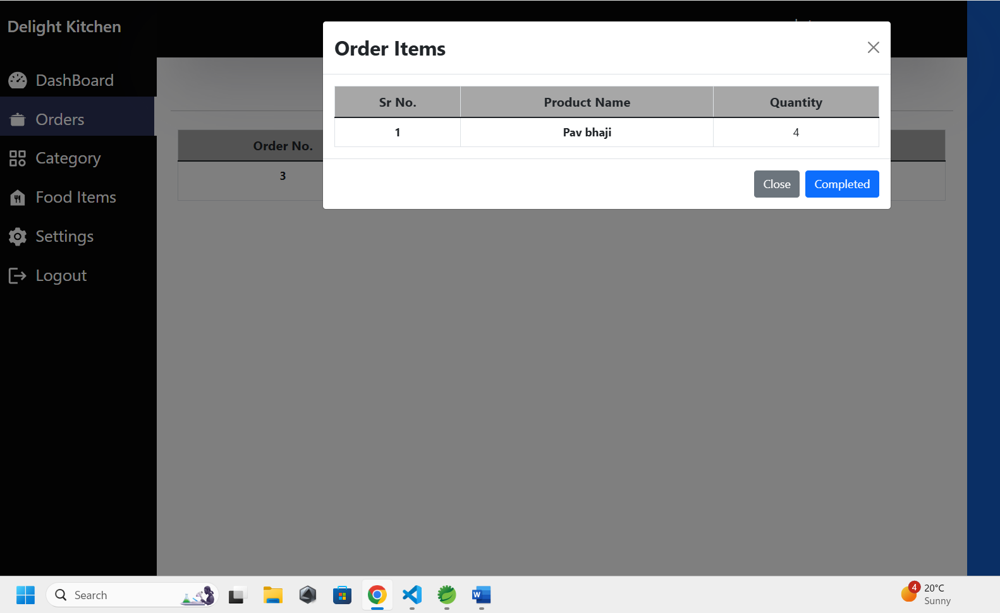 Delight Kitchen
DashBoard
Orders
Category
Food Items
Settings
Logout
Order No.
3
Order Items
Sr No. Product Name Quantity
1 Pav bhaji 4
Close Completed
Search
4
20°C
Sunny